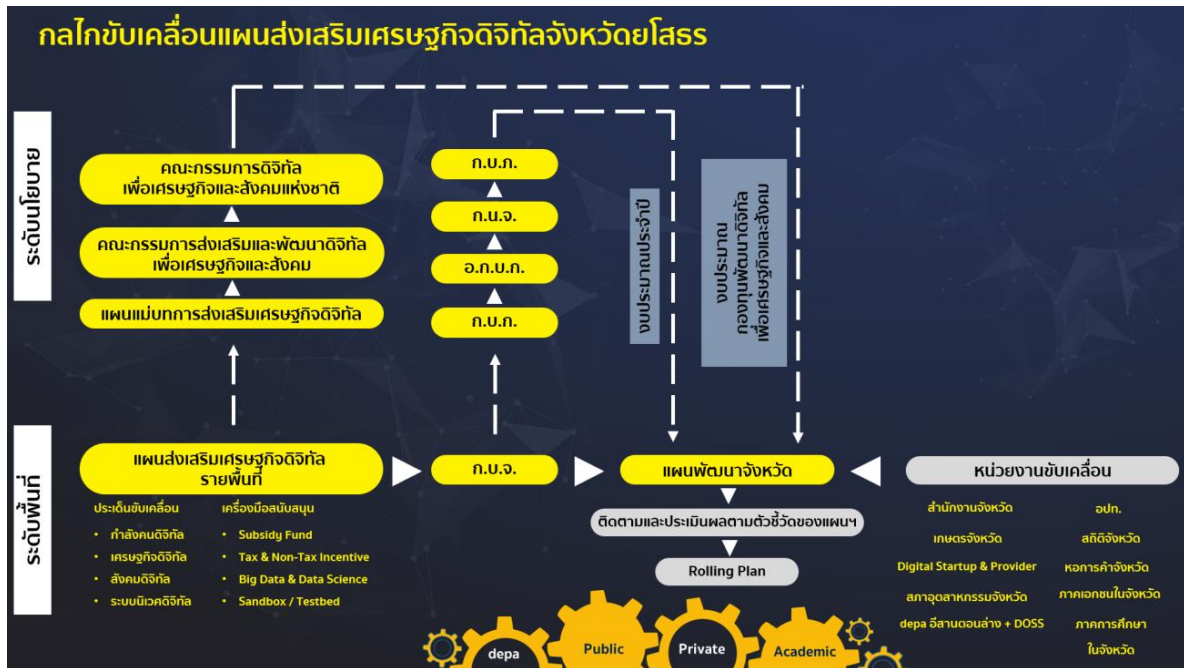 กลไกขับเคลื่อนแผนส่งเสริมเศรษฐกิจดิจิทัลจังหวัดยโสธร
ระดับนโยบาย
คณะกรรมการดิจิทัล
เพื่อเศรษฐกิจและสังคมแห่งชาติ
คณะกรรมการส่งเสริมและพัฒนาดิจิทัล
เพื่อเศรษฐกิจและสังคม
แผนแม่บทการส่งเสริมเศรษฐกิจดิจิทัล
ก.บ.ภ.
ก.น.จ.
อ.ก.บ.ภ.
ก.บ.ภ.
งบประมาณประจำปี
งบประมาณ
กองทุนพัฒนาดิจิทัล
เพื่อเศรษฐกิจและสังคม
ระดับพื้นที่
แผนส่งเสริมเศรษฐกิจดิจิทัล
รายพื้นที่
ประเด็นขับเคลื่อน
• กำลังคนดิจิทัล
• เศรษฐกิจดิจิทัล
• สังคมดิจิทัล
• ระบบนิเวศดิจิทัล
เครื่องมือสนับสนุน
• Subsidy Fund
• Tax & Non-Tax Incentive
• Big Data & Data Science
• Sandbox / Testbed
ก.บ.จ.
แผนพัฒนาจังหวัด
ติดตามและประเมินผลตามตัวชี้วัดของแผนฯ
Rolling Plan
หน่วยงานขับเคลื่อน
สำนักงานจังหวัด
เกษตรจังหวัด
Digital Startup & Provider
สภาอุตสาหกรรมจังหวัด
depa อีสานตอนล่าง + DOSS
อปท.
สถิติจังหวัด
หอการค้าจังหวัด
ภาคเอกชนในจังหวัด
ภาคการศึกษา
ในจังหวัด
depa
Public
Private
Academic